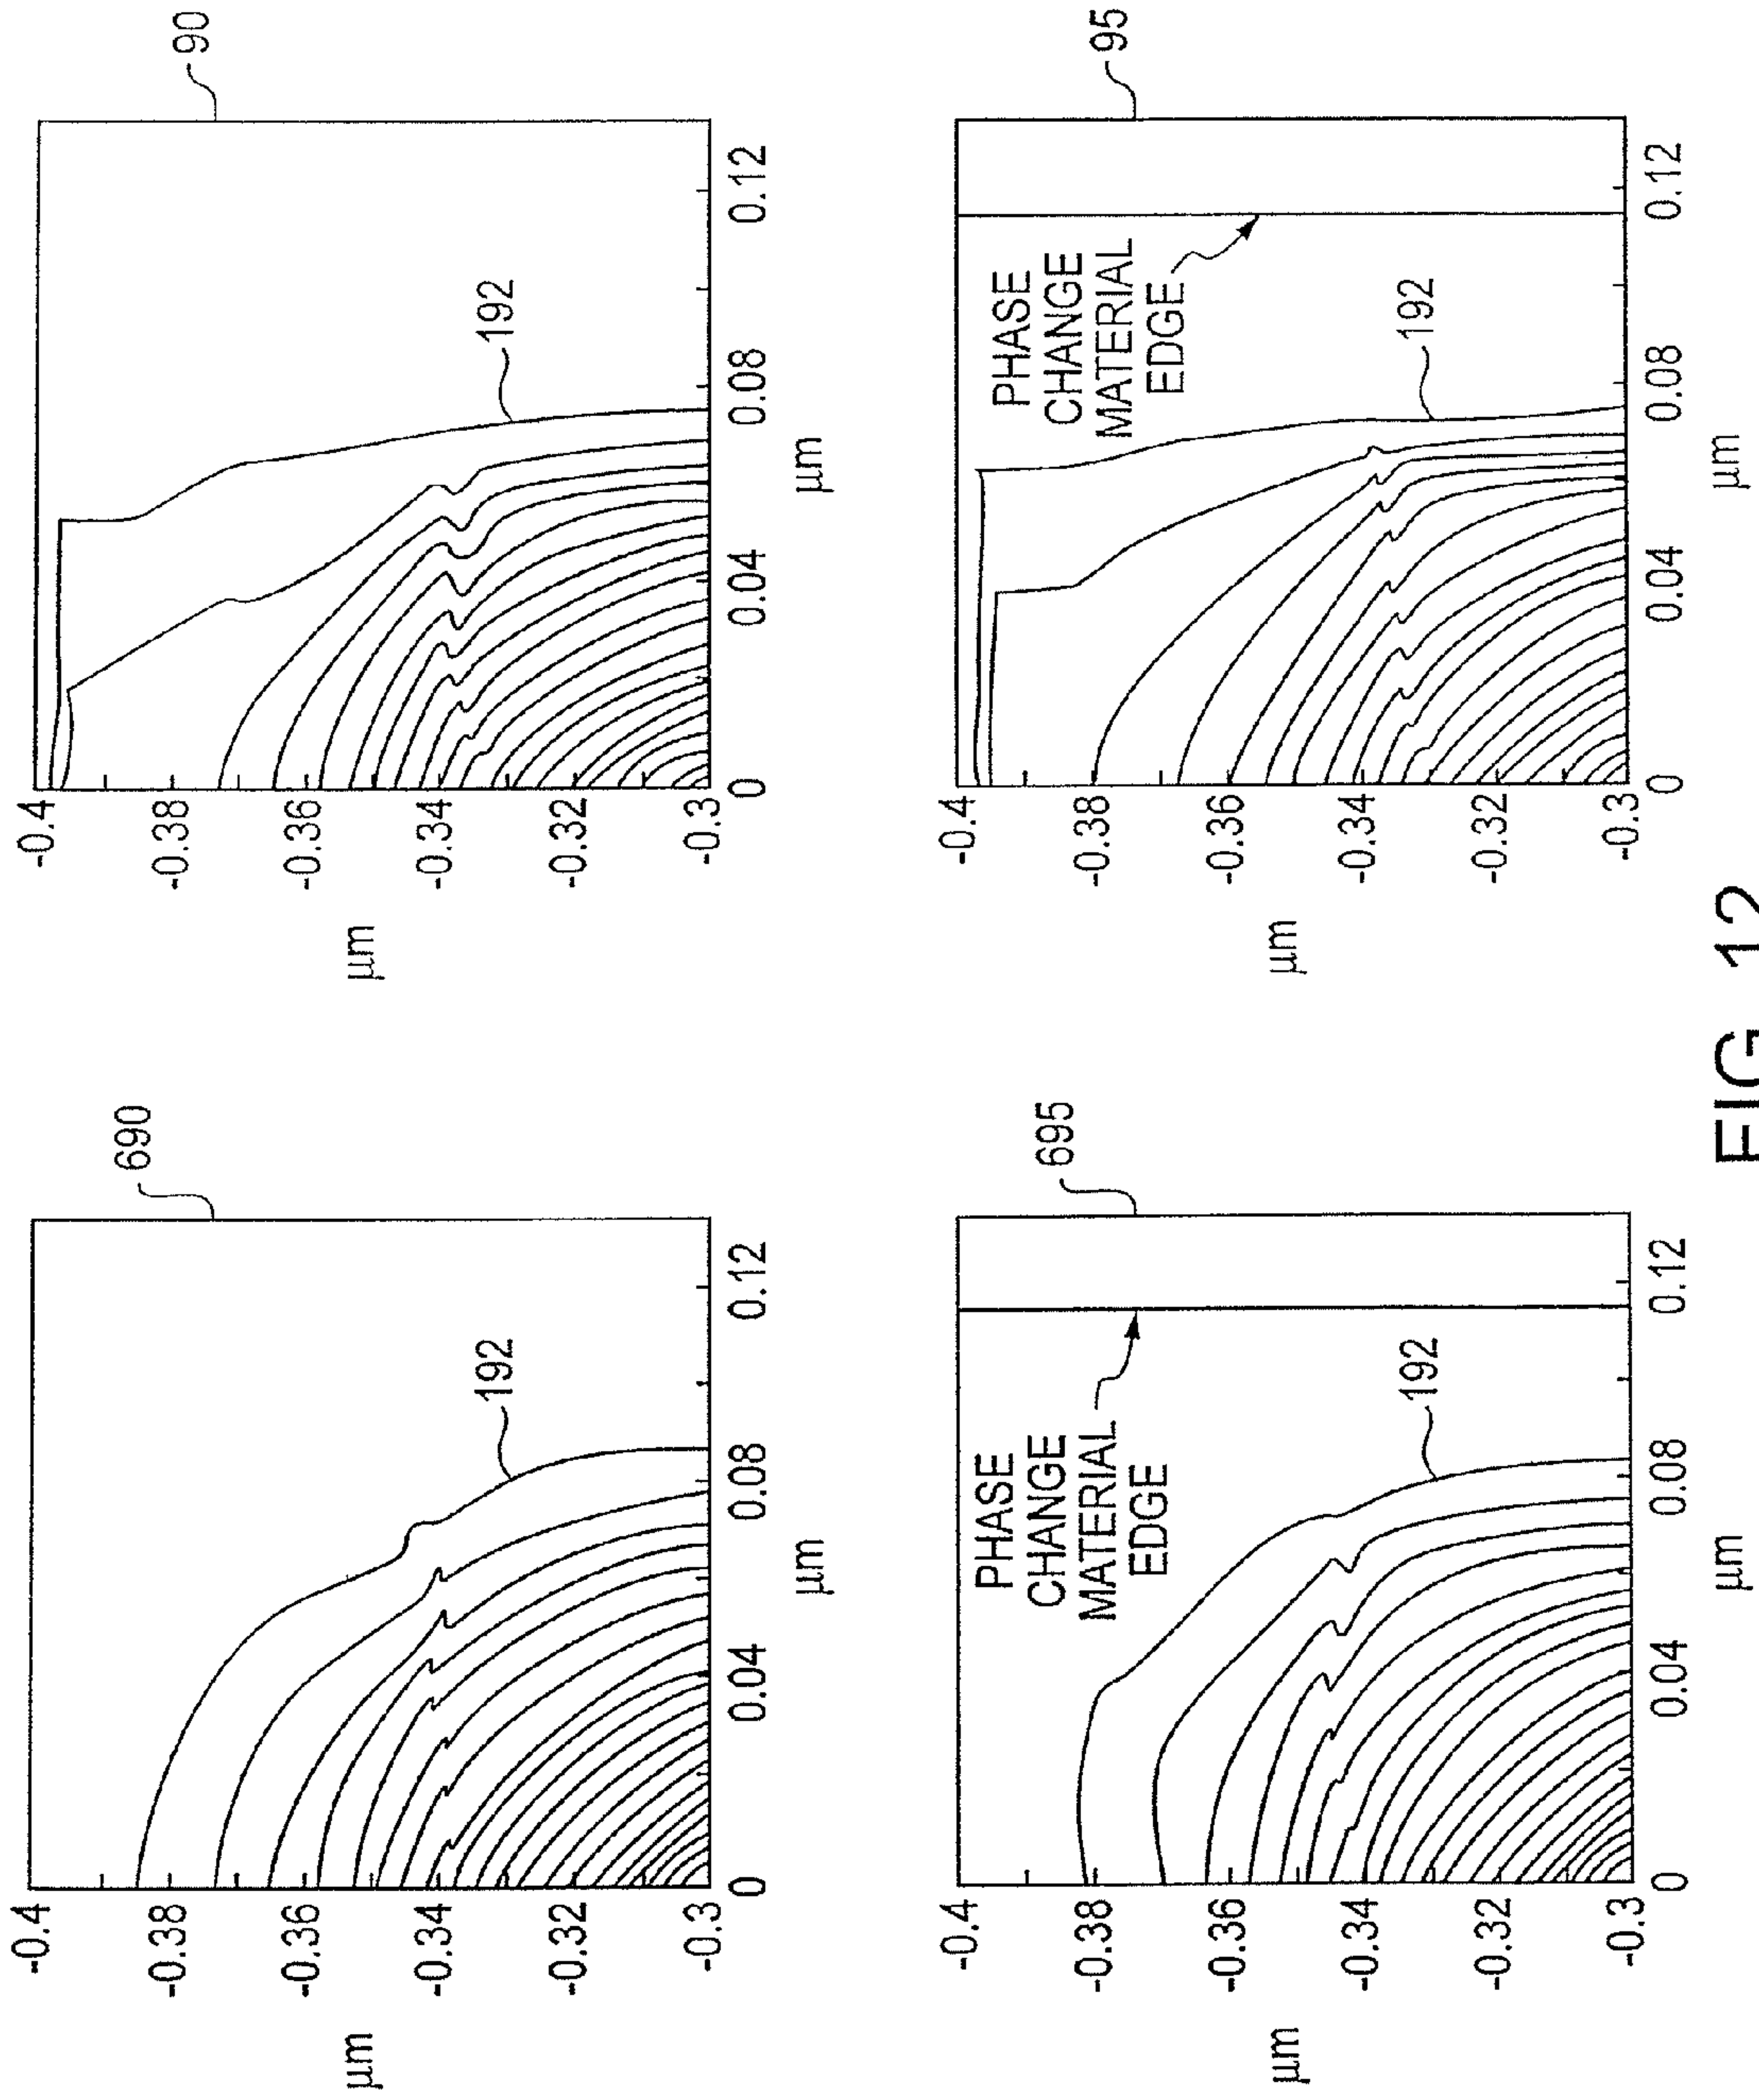 690
-0.4
-0.38
-0.36
-0.34
-0.32
-0.3
µm
192
0
0.04
0.08
0.12
µm
90
-0.4
-0.38
-0.36
-0.34
-0.32
-0.3
µm
192
0
0.04
0.08
0.12
µm
695
-0.4
-0.38
-0.36
-0.34
-0.32
-0.3
µm
PHASE
CHANGE
MATERIAL
EDGE
192
0
0.04
0.08
0.12
µm
95
-0.4
-0.38
-0.36
-0.34
-0.32
-0.3
µm
PHASE
CHANGE
MATERIAL
EDGE
192
0
0.04
0.08
0.12
µm
FIG. 12